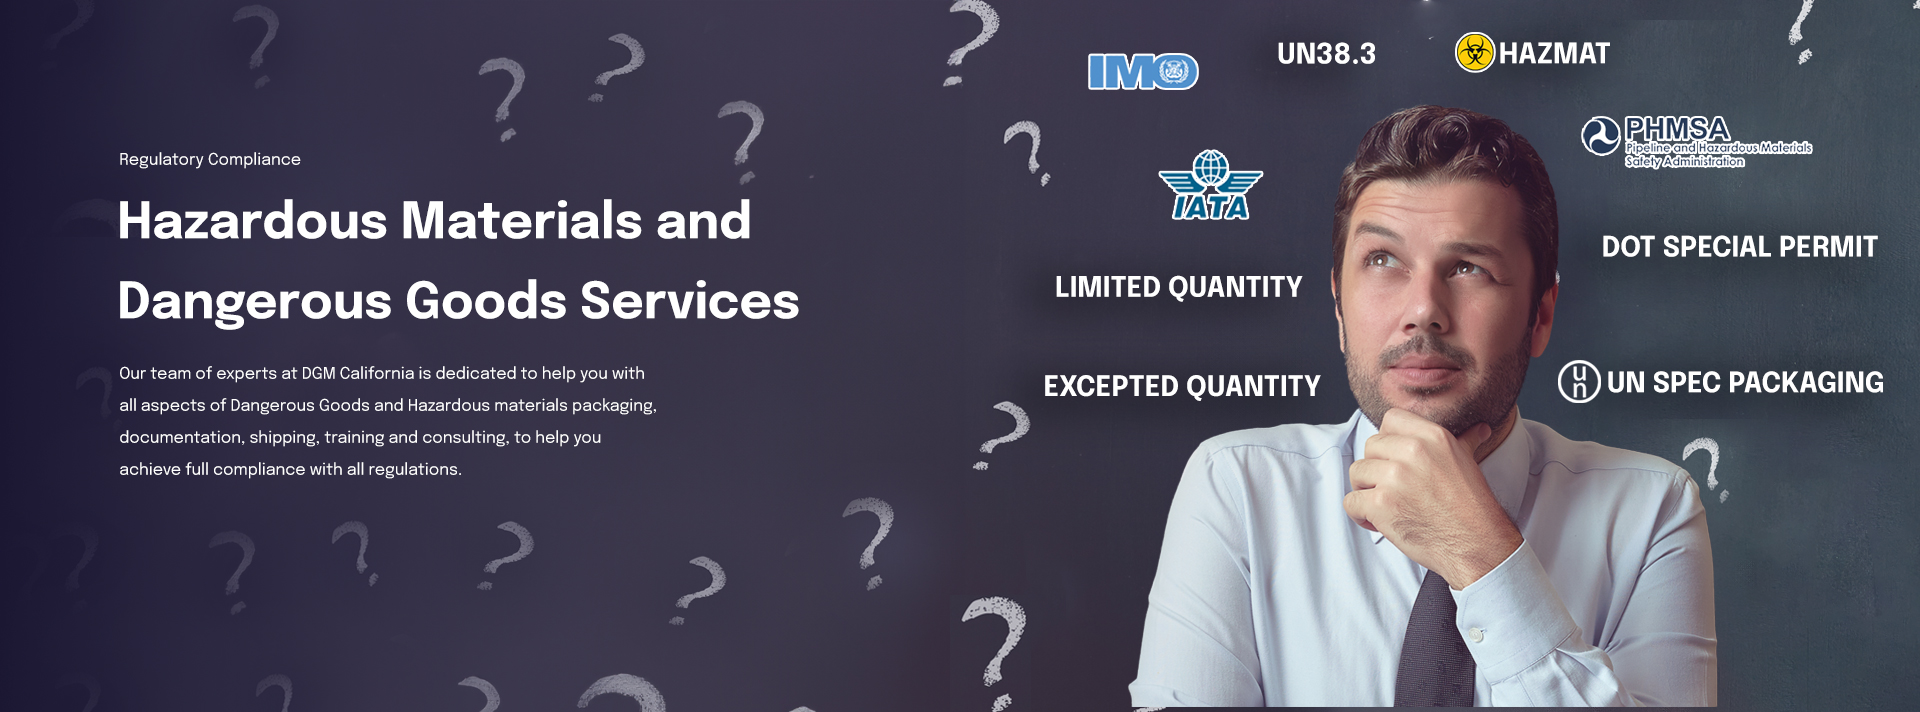 Regulatory Compliance
Hazardous Materials and
Dangerous Goods Services
Our team of experts at DGM California is dedicated to help you with
all aspects of Dangerous Goods and Hazardous materials packaging,
documentation, shipping, training and consulting, to help you
achieve full compliance with all regulations.
IMO
UN38.3
HAZMAT
PHMSA
Pipeline and Hazardous Materials
Safety Administration
IATA
DOT SPECIAL PERMIT
LIMITED QUANTITY
EXCEPTED QUANTITY
un UN SPEC PACKAGING